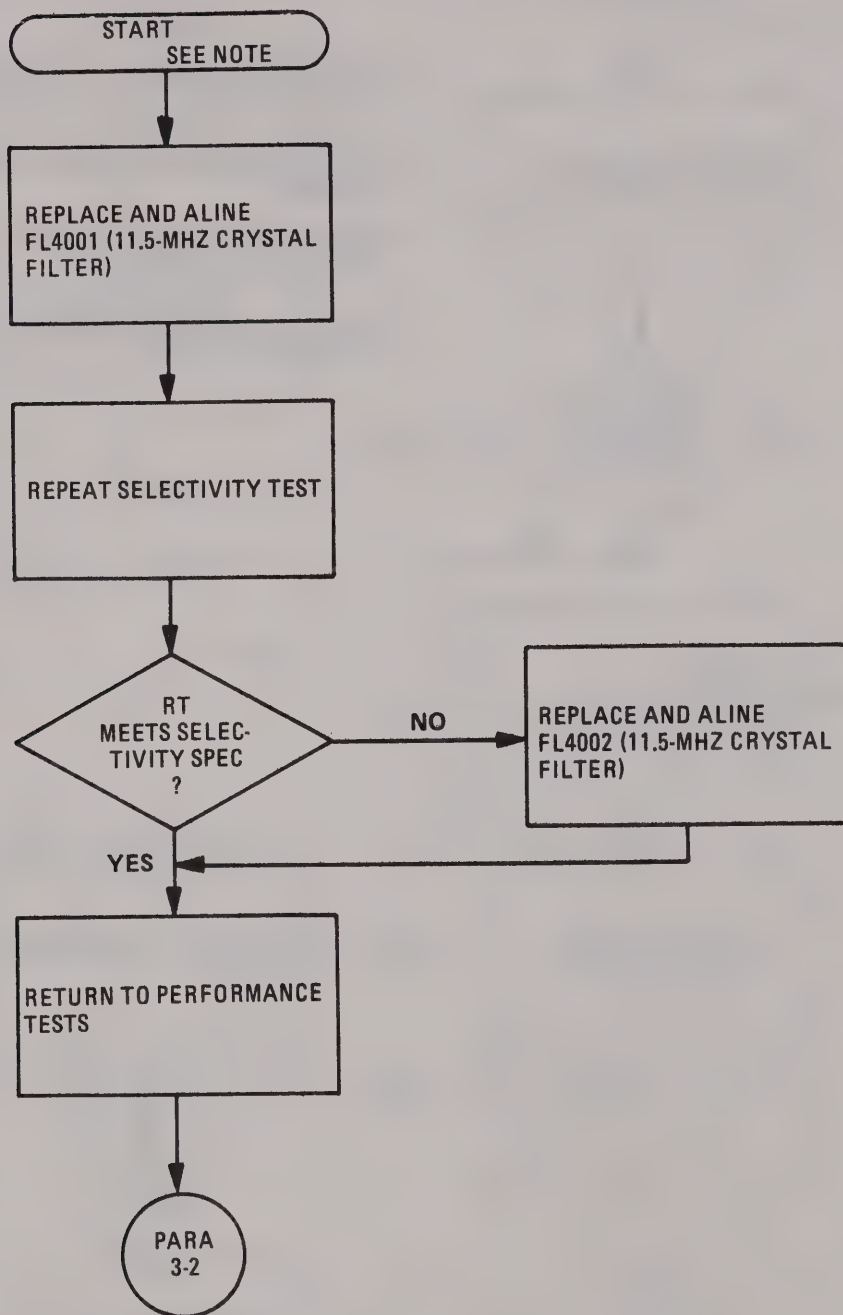 START
SEE NOTE
REPLACE AND ALINE
FL4001 (11.5-MHZ CRYSTAL
FILTER)
REPEAT SELECTIVITY TEST
RT
MEETS SELEC-
TIVITY SPEC
?
NO
REPLACE AND ALINE
FL4002 (11.5-MHZ CRYSTAL
FILTER)
YES
RETURN TO PERFORMANCE
TESTS
PARA
3-2